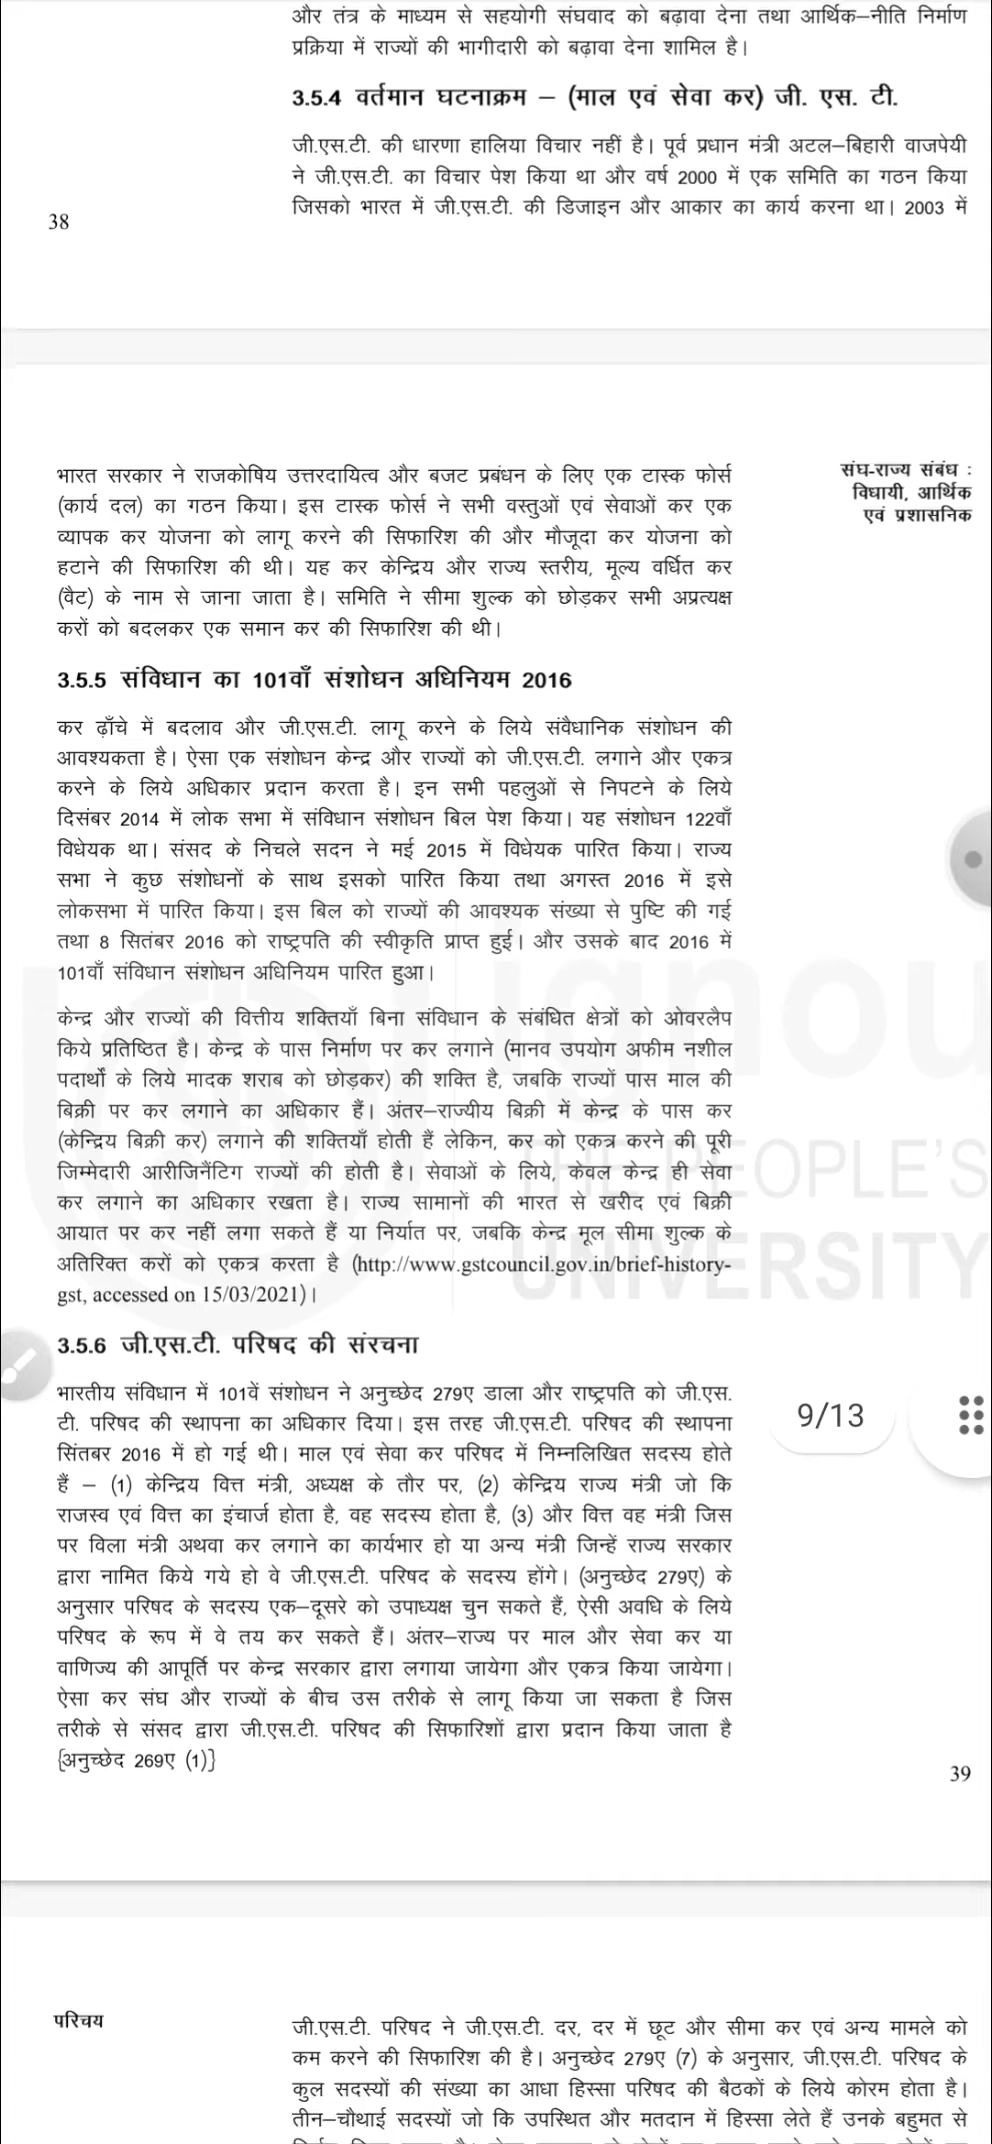 और तंत्र के माध्यम से सहयोगी संघवाद को बढ़ावा देना तथा आर्थिक–नीति निर्माण
प्रक्रिया में राज्यों की भागीदारी को बढ़ावा देना शामिल है।
3.5.4 वर्तमान घटनाक्रम – (माल एवं सेवा कर) जी. एस. टी.
जी.एस.टी. की धारणा हालिया विचार नहीं है। पूर्व प्रधान मंत्री अटल–बिहारी वाजपेयी
ने जी.एस.टी. का विचार पेश किया था और वर्ष 2000 में एक समिति का गठन किया
जिसको भारत में जी.एस.टी. की डिजाइन और आकार का कार्य करना था। 2003 में
38
संघ-राज्य संबंध :
विधायी, आर्थिक
एवं प्रशासनिक
भारत सरकार ने राजकोषिय उत्तरदायित्व और बजट प्रबंधन के लिए एक टास्क फोर्स
(कार्य दल) का गठन किया। इस टास्क फोर्स ने सभी वस्तुओं एवं सेवाओं कर एक
व्यापक कर योजना को लागू करने की सिफारिश की और मौजूदा कर योजना को
हटाने की सिफारिश की थी। यह कर केन्द्रिय और राज्य स्तरीय, मूल्य वर्धित कर
(वैट) के नाम से जाना जाता है। समिति ने सीमा शुल्क को छोड़कर सभी अप्रत्यक्ष
करों को बदलकर एक समान कर की सिफारिश की थी।
3.5.5 संविधान का 101वाँ संशोधन अधिनियम 2016
कर ढाँचे में बदलाव और जी.एस.टी. लागू करने के लिये संवैधानिक संशोधन की
आवश्यकता है। ऐसा एक संशोधन केन्द्र और राज्यों को जी.एस.टी. लगाने और एकत्र
करने के लिये अधिकार प्रदान करता है। इन सभी पहलुओं से निपटने के लिये
दिसंबर 2014 में लोक सभा में संविधान संशोधन बिल पेश किया। यह संशोधन 122वाँ
विधेयक था। संसद के निचले सदन ने मई 2015 में विधेयक पारित किया। राज्य
सभा ने कुछ संशोधनों के साथ इसको पारित किया तथा अगस्त 2016 में इसे
लोकसभा में पारित किया। इस बिल को राज्यों की आवश्यक संख्या से पुष्टि की गई
तथा 8 सितंबर 2016 को राष्ट्रपति की स्वीकृति प्राप्त हुई। और उसके बाद 2016 में
101वाँ संविधान संशोधन अधिनियम पारित हुआ।
केन्द्र और राज्यों की वित्तीय शक्तियाँ बिना संविधान के संबंधित क्षेत्रों को ओवरलैप
किये प्रतिष्ठित है। केन्द्र के पास निर्माण पर कर लगाने (मानव उपयोग अफीम नशील
पदार्थों के लिये मादक शराब को छोड़कर) की शक्ति है, जबकि राज्यों पास माल की
बिक्री पर कर लगाने का अधिकार हैं। अंतर–राज्यीय बिक्री में केन्द्र के पास कर
(केन्द्रिय बिक्री कर) लगाने की शक्तियाँ होती हैं लेकिन, कर को एकत्र करने की पूरी
जिम्मेदारी आरीजिनैंटिग राज्यों की होती है। सेवाओं के लिये, केवल केन्द्र ही सेवा
कर लगाने का अधिकार रखता है। राज्य सामानों की भारत से खरीद एवं बिक्री
आयात पर कर नहीं लगा सकते हैं या निर्यात पर, जबकि केन्द्र मूल सीमा शुल्क के
अतिरिक्त करों को एकत्र करता है (http://www.gstcouncil.gov.in/brief-history-
gst, accessed on 15/03/2021)।
ignou
THE PEOPLE'S
UNIVERSITY
3.5.6 जी.एस.टी. परिषद की संरचना
भारतीय संविधान में 101वें संशोधन ने अनुच्छेद 279ए डाला और राष्ट्रपति को जी.एस.
टी. परिषद की स्थापना का अधिकार दिया। इस तरह जी.एस.टी. परिषद की स्थापना
सिंतबर 2016 में हो गई थी। माल एवं सेवा कर परिषद में निम्नलिखित सदस्य होते
हैं – (1) केन्द्रिय वित्त मंत्री, अध्यक्ष के तौर पर, (2) केन्द्रिय राज्य मंत्री जो कि
राजस्व एवं वित्त का इंचार्ज होता है, वह सदस्य होता है, (3) और वित्त वह मंत्री जिस
पर विला मंत्री अथवा कर लगाने का कार्यभार हो या अन्य मंत्री जिन्हें राज्य सरकार
द्वारा नामित किये गये हो वे जी.एस.टी. परिषद के सदस्य होंगे। (अनुच्छेद 279ए) के
अनुसार परिषद के सदस्य एक–दूसरे को उपाध्यक्ष चुन सकते हैं, ऐसी अवधि के लिये
परिषद के रूप में वे तय कर सकते हैं। अंतर–राज्य पर माल और सेवा कर या
वाणिज्य की आपूर्ति पर केन्द्र सरकार द्वारा लगाया जायेगा और एकत्र किया जायेगा।
ऐसा कर संघ और राज्यों के बीच उस तरीके से लागू किया जा सकता है जिस
तरीके से संसद द्वारा जी.एस.टी. परिषद की सिफारिशों द्वारा प्रदान किया जाता है
{अनुच्छेद 269ए (1)}
9/13
39
परिचय
जी.एस.टी. परिषद ने जी.एस.टी. दर, दर में छूट और सीमा कर एवं अन्य मामले को
कम करने की सिफारिश की है। अनुच्छेद 279ए (7) के अनुसार, जी.एस.टी. परिषद के
कुल सदस्यों की संख्या का आधा हिस्सा परिषद की बैठकों के लिये कोरम होता है।
तीन–चौथाई सदस्यों जो कि उपस्थित और मतदान में हिस्सा लेते हैं उनके बहुमत से